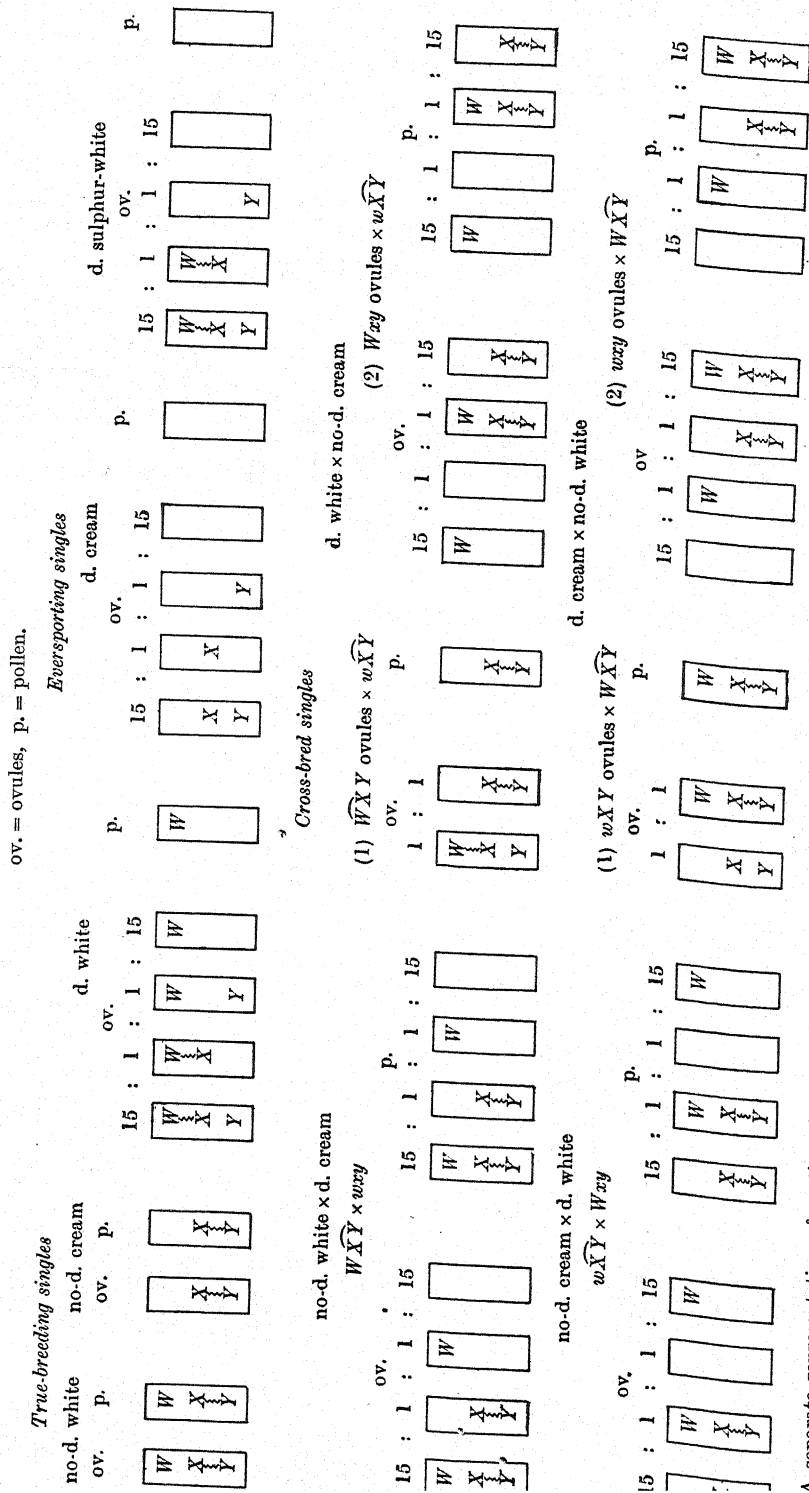 ov. = ovules, p. = pollen.
True-breeding singles
no-d. white no-d. cream
ov. p. ov. p.
W X Y W X Y X Y X Y
Eversporting singles
d. white
ov. p.
15 : 1 : 1 : 15
W X Y W X W Y W W
d. cream
ov. p.
15 : 1 : 1 : 15
X Y X Y
d. sulphur-white
ov. p.
15 : 1 : 1 : 15
W X Y W X Y
Cross-bred singles
no-d. white × d. cream
WXY × wxy
ov. p.
15 : 1 : 1 : 15 15 : 1 : 1 : 15
W X Y X Y W W X Y X Y W
d. white × no-d. cream
(1) WXY ovules × wXY
ov. p.
1 : 1
W X Y X Y X Y
(2) Wxy ovules × wXY
ov. p.
15 : 1 : 1 : 15 15 : 1 : 1 : 15
W W X Y X Y W W X Y X Y
no-d. cream × d. white
wXY × Wxy
ov. p.
15 : 1 : 1 : 15 15 : 1 : 1 : 15
X W X Y W X Y W X Y W
d. cream × no-d. white
(1) wXY ovules × WXY
ov. p.
1 : 1
X Y W X Y W X Y
(2) wxy ovules × WXY
ov p.
15 : 1 : 1 : 15 15 : 1 : 1 : 15
W X Y W X Y W X Y W X Y
A separate